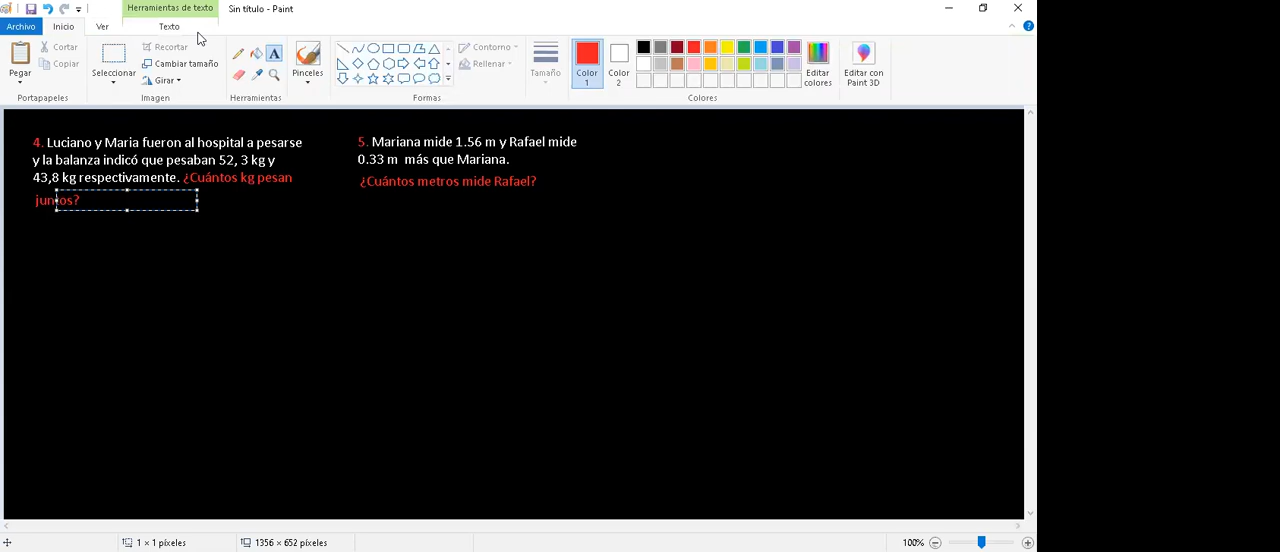 Herramientas de texto
Sin título - Paint
Archivo
Inicio
Ver
Texto
Pegar
Cortar
Copiar
Portapapeles
Seleccionar
Recortar
Cambiar tamaño
Girar
Imagen
A
Herramientas
Pinceles
Formas
Contorno
Rellenar
Tamaño
Color
1
Color
2
Editar
colores
Editar con
Paint 3D
Colores
4. Luciano y Maria fueron al hospital a pesarse
y la balanza indicó que pesaban 52, 3 kg y
43,8 kg respectivamente. ¿Cuántos kg pesan
juntos?
5. Mariana mide 1.56 m y Rafael mide
0.33 m más que Mariana.
¿Cuántos metros mide Rafael?
1 × 1 píxeles
1356 × 652 píxeles
100%